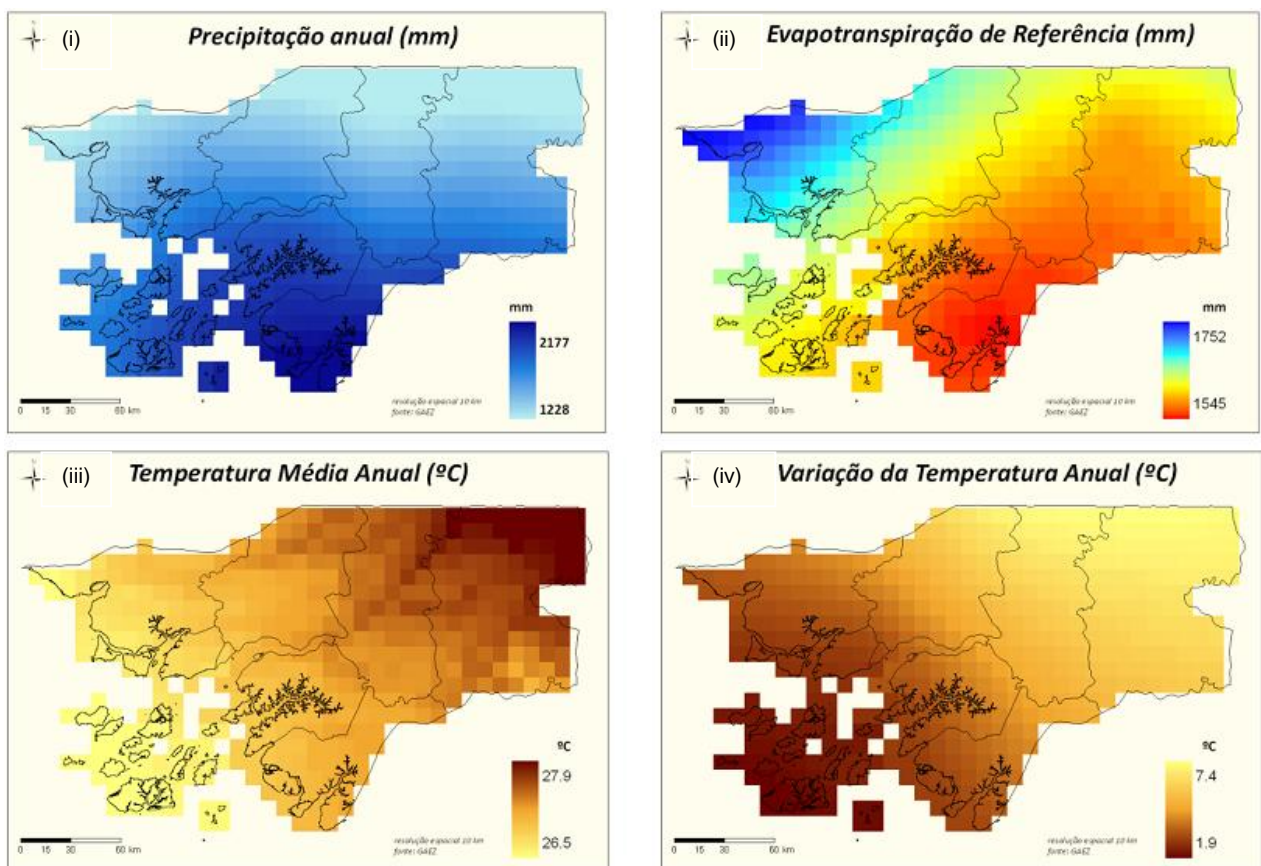 (i)
Precipitação anual (mm)
mm
2177
1228
0 15 30 60 km
resolução espacial 10 km
fonte: GAEZ
(ii)
Evapotranspiração de Referência (mm)
mm
1752
1545
0 15 30 60 km
resolução espacial 10 km
fonte: GAEZ
(iii)
Temperatura Média Anual (ºC)
ºC
27.9
26.5
0 15 30 60 km
resolução espacial 10 km
fonte: GAEZ
(iv)
Variação da Temperatura Anual (ºC)
ºC
7.4
1.9
0 15 30 60 km
resolução espacial 10 km
fonte: GAEZ